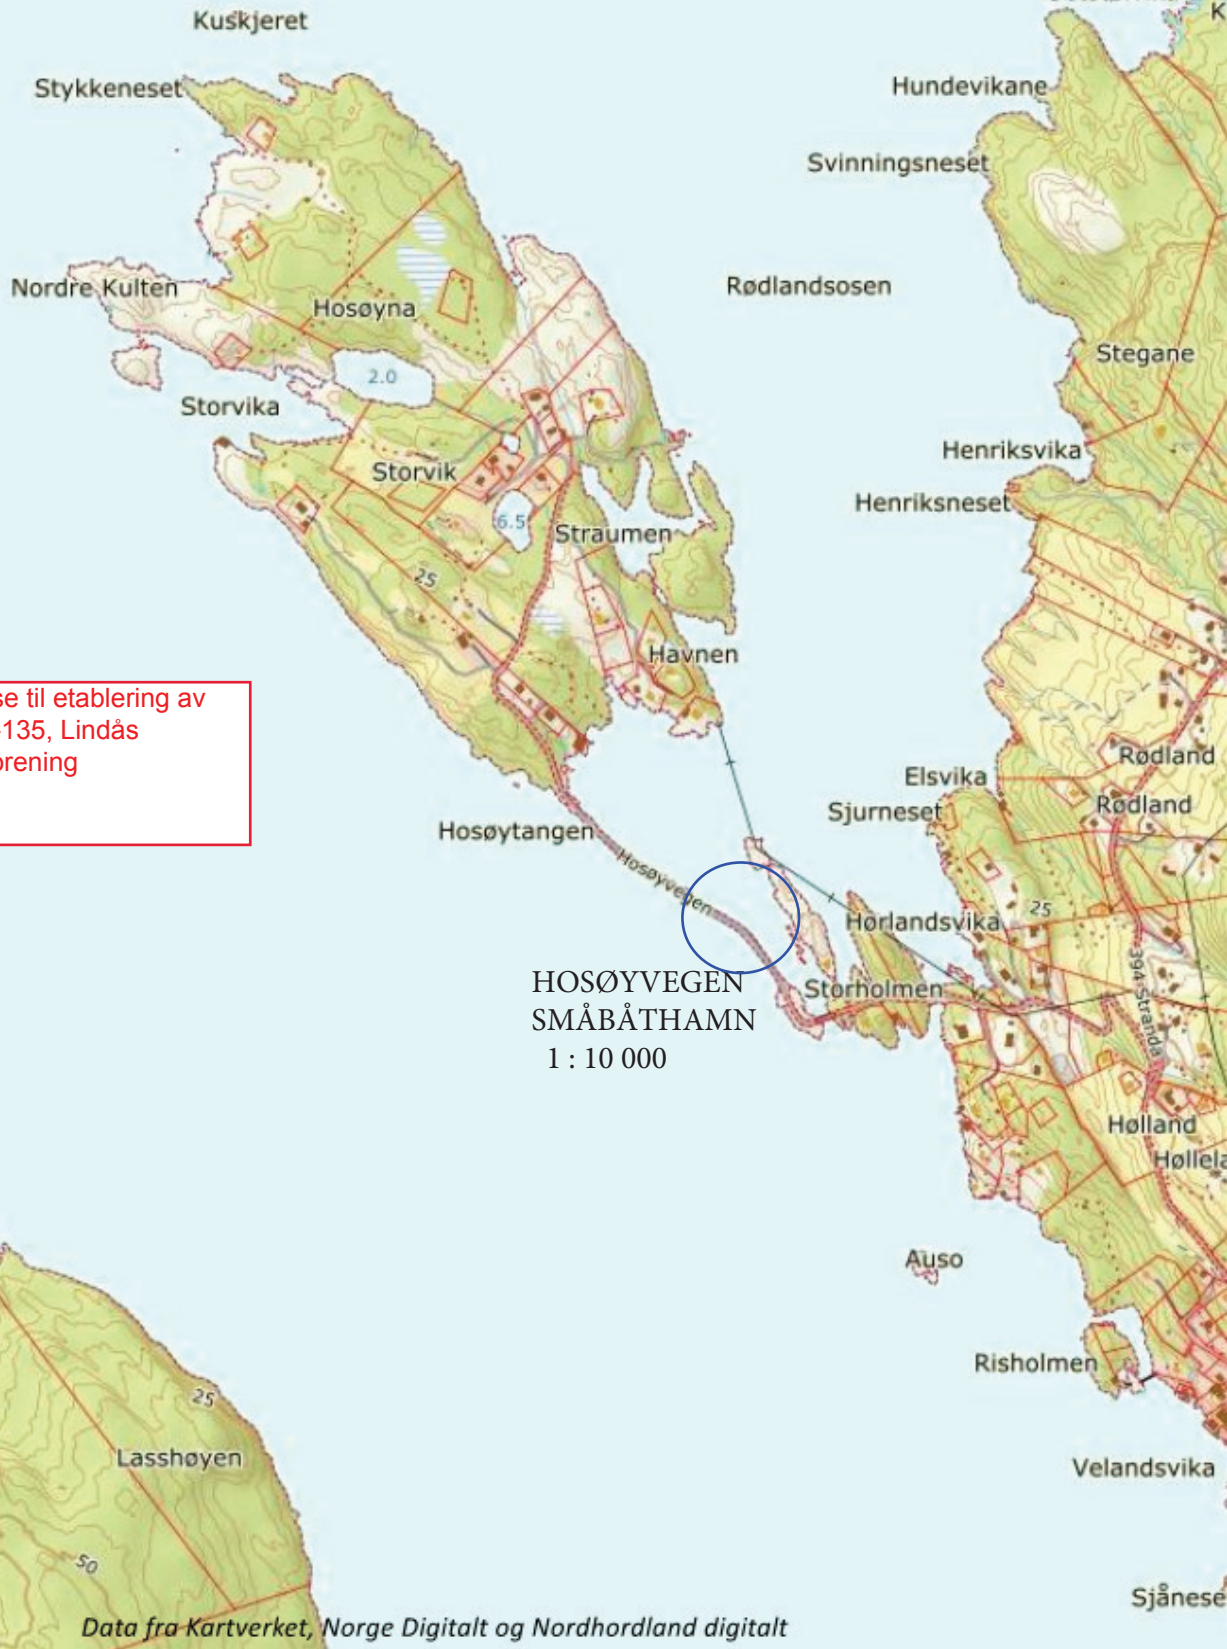 Kuskjeret
Stykkeneset
Hundevikane
Svinningsneset
Nordre Kulten
Hosøyna
Rødlandsosen
Stegane
2.0
Storvika
Storvik
Henriksvika
Henriksneset
6.5
Straumen
25
Havnen
se til etablering av
135, Lindås
orening
Rødland
Elsvika
Sjurneset
Rødland
Hosøytangen
Hosøyvegen
Hørlandsvika
25
394 Stranda
Storholmen
HOSØYVEGEN
SMÅBÅTHAMN
1 : 10 000
Hølland
Høllela
Auso
Risholmen
25
Lasshøyen
Velandsvika
50
Sjånese
Data fra Kartverket, Norge Digitalt og Nordhordland digitalt